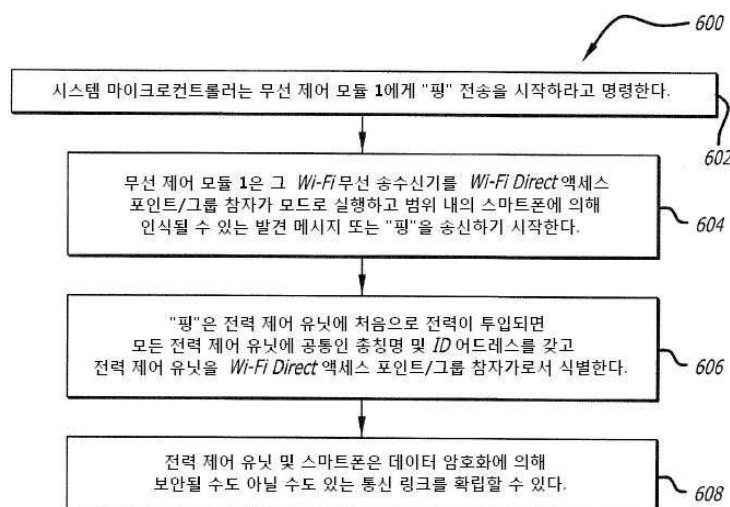 600
시스템 마이크로컨트롤러는 무선 제어 모듈 1에게 "핑" 전송을 시작하라고 명령한다.
602
무선 제어 모듈 1은 그 Wi-Fi 무선 송수신기를 Wi-Fi Direct 액세스
포인트/그룹 참자가 모드로 실행하고 범위 내의 스마트폰에 의해
인식될 수 있는 발견 메시지 또는 "핑"을 송신하기 시작한다.
604
"핑"은 전력 제어 유닛에 처음으로 전력이 투입되면
모든 전력 제어 유닛에 공통인 총칭명 및 ID 어드레스를 갖고
전력 제어 유닛을 Wi-Fi Direct 액세스 포인트/그룹 참자가로서 식별한다.
606
전력 제어 유닛 및 스마트폰은 데이터 암호화에 의해
보안될 수도 아닐 수도 있는 통신 링크를 확립할 수 있다.
608